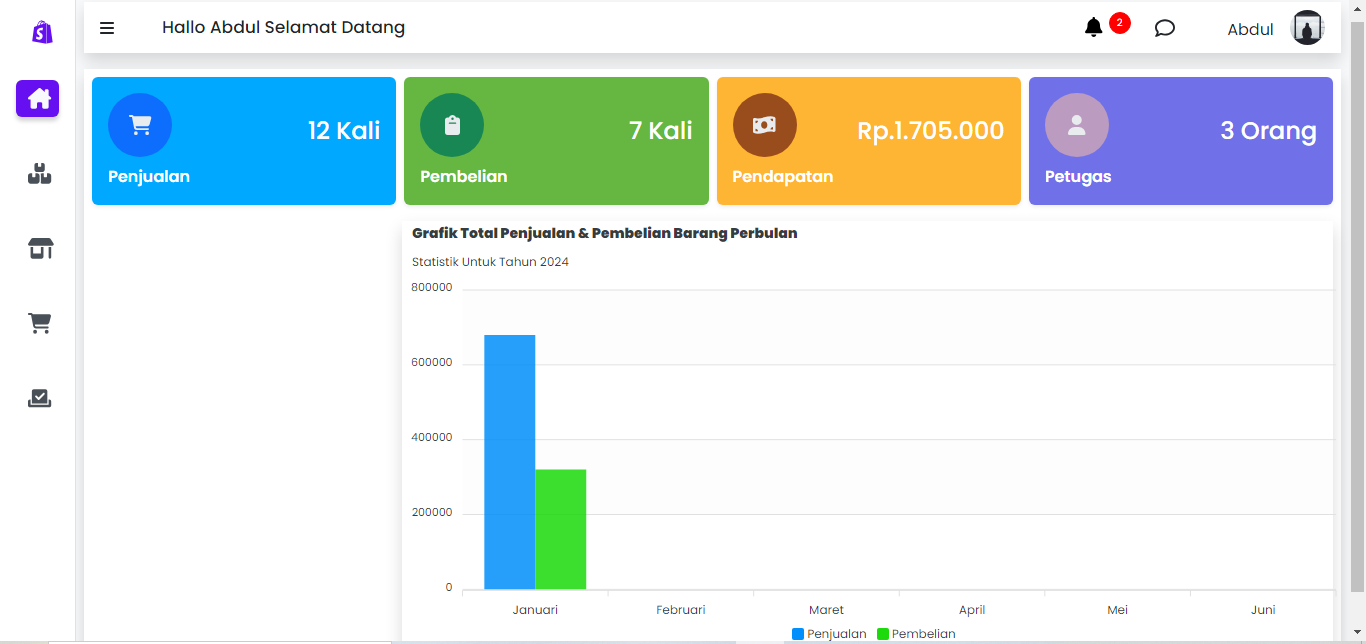 Hallo Abdul Selamat Datang
2
Abdul
12 Kali
Penjualan
7 Kali
Pembelian
Rp.1.705.000
Pendapatan
3 Orang
Petugas
Grafik Total Penjualan & Pembelian Barang Perbulan
Statistik Untuk Tahun 2024
800000
600000
400000
200000
0
Januari Februari Maret April Mei Juni
Penjualan Pembelian